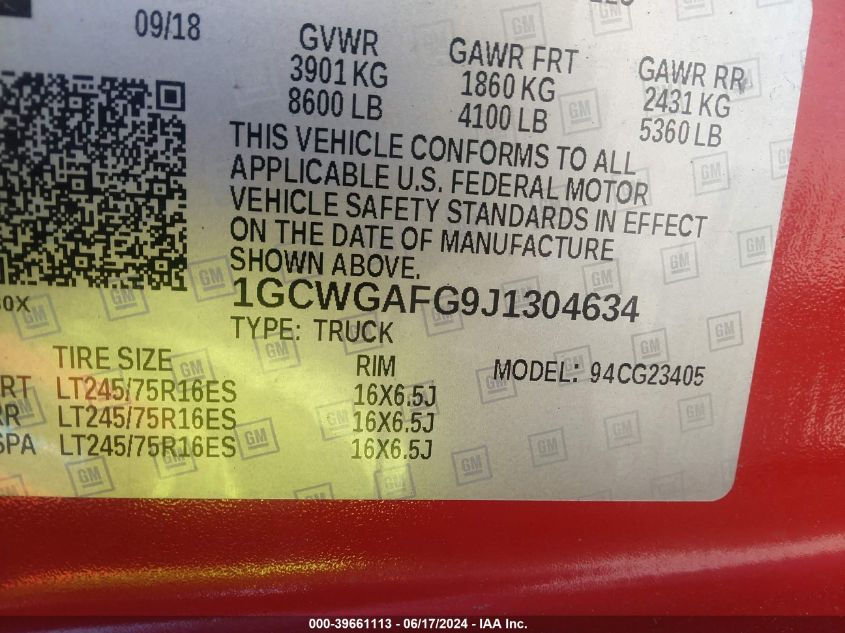 09/18
GVWR GAWR FRT GAWR RR
3901 KG 1860 KG 2431 KG
8600 LB 4100 LB 5360 LB
THIS VEHICLE CONFORMS TO ALL
APPLICABLE U.S. FEDERAL MOTOR
VEHICLE SAFETY STANDARDS IN EFFECT
ON THE DATE OF MANUFACTURE
SHOWN ABOVE.
1GCWGAFG9J1304634
TYPE: TRUCK
TIRE SIZE RIM MODEL: 94CG23405
RT LT245/75R16ES 16X6.5J
RR LT245/75R16ES 16X6.5J
SPA LT245/75R16ES 16X6.5J
GM
000-39661113 - 06/17/2024 - IAA Inc.